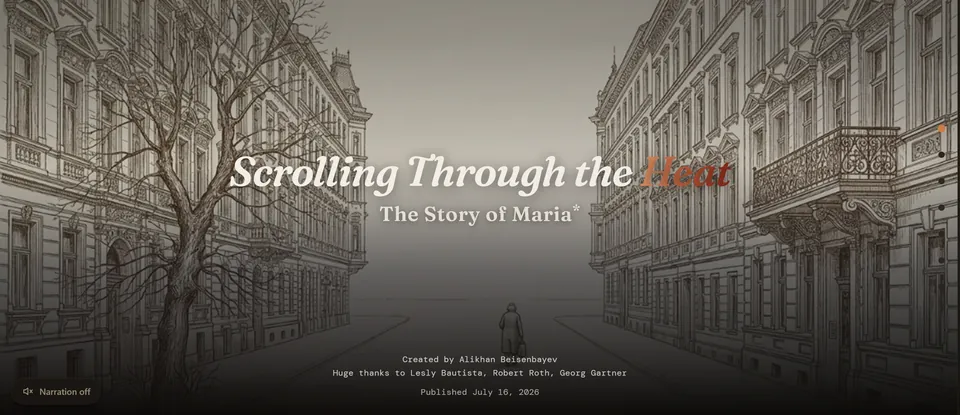 Scrolling Through the Heat
The Story of Maria*
Created by Alikhan Beisenbayev
Huge thanks to Lesly Bautista, Robert Roth, Georg Gartner
Published July 16, 2026
Narration off